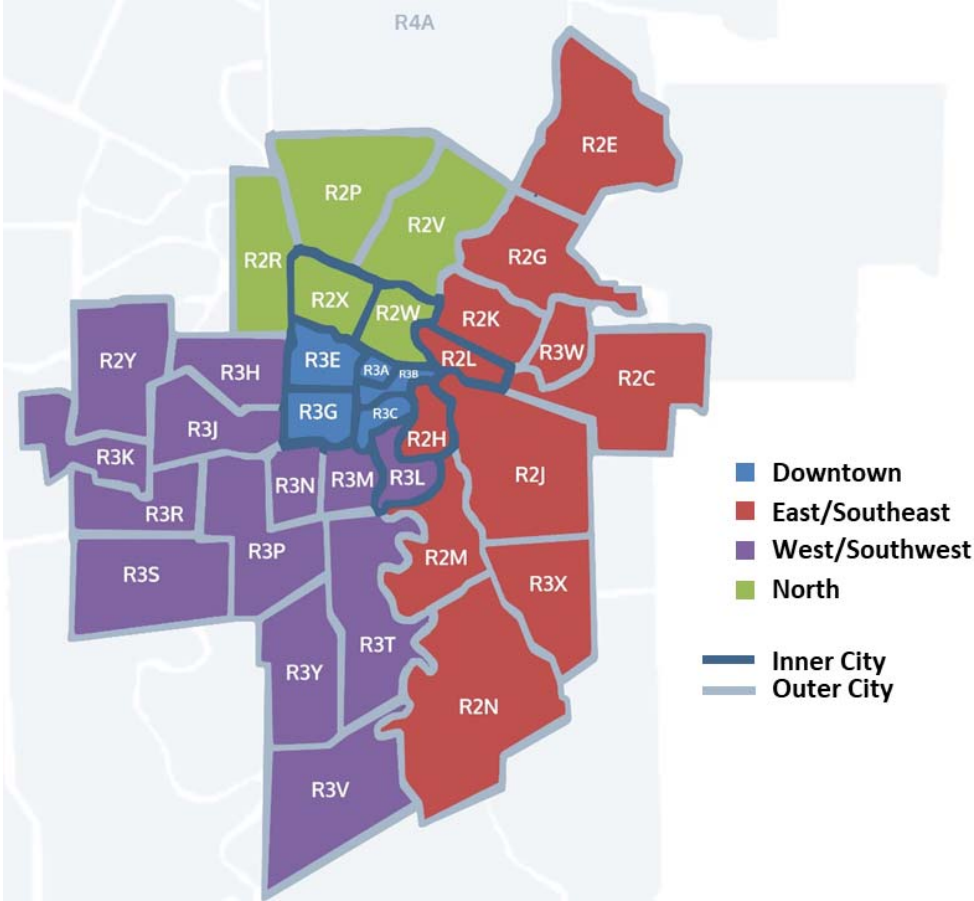 R4A
R2E
R2P
R2V
R2R
R2G
R2X
R2W
R2K
R3W
R2Y
R3H
R3E
R3A
R3B
R2L
R2C
R3G
R3C
R3J
R2H
R3K
R3N
R3M
R3L
R2J
R3R
R3P
R2M
R3S
R3X
R3T
R3Y
R2N
R3V
Downtown
East/Southeast
West/Southwest
North
Inner City
Outer City